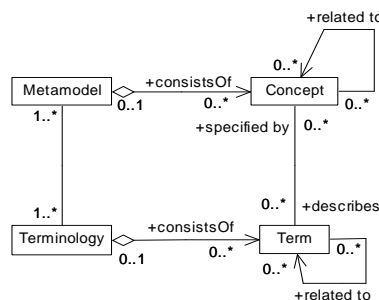 +related to
+consistsOf
0..*
Metamodel
Concept
0..1
0..*
0..*
1..*
+specified by
0..*
1..*
0..*
+describes
+consistsOf
Terminology
Term
0..1
0..*
0..*
0..*
+related to